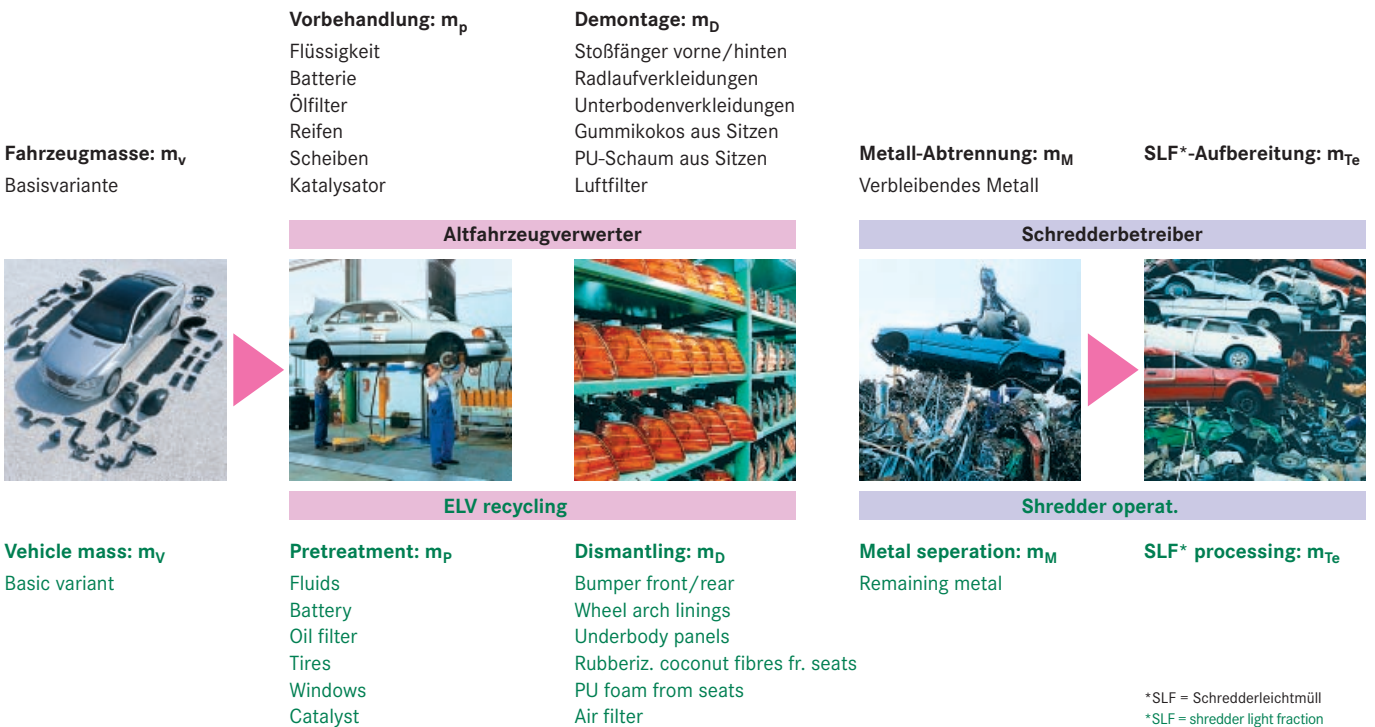 Fahrzeugmasse: mv
Basisvariante
Vorbehandlung: mp
Flüssigkeit
Batterie
Ölfilter
Reifen
Scheiben
Katalysator
Demontage: mD
Stoßfänger vorne/hinten
Radlaufverkleidungen
Unterbodenverkleidungen
Gummikokos aus Sitzen
PU-Schaum aus Sitzen
Luftfilter
Metall-Abtrennung: mM
Verbleibendes Metall
SLF*-Aufbereitung: mTe
Altfahrzeugverwerter
Schredderbetreiber
ELV recycling
Shredder operat.
Vehicle mass: mV
Basic variant
Pretreatment: mP
Fluids
Battery
Oil filter
Tires
Windows
Catalyst
Dismantling: mD
Bumper front/rear
Wheel arch linings
Underbody panels
Rubberiz. coconut fibres fr. seats
PU foam from seats
Air filter
Metal seperation: mM
Remaining metal
SLF* processing: mTe
*SLF = Schredderleichtmüll
*SLF = shredder light fraction